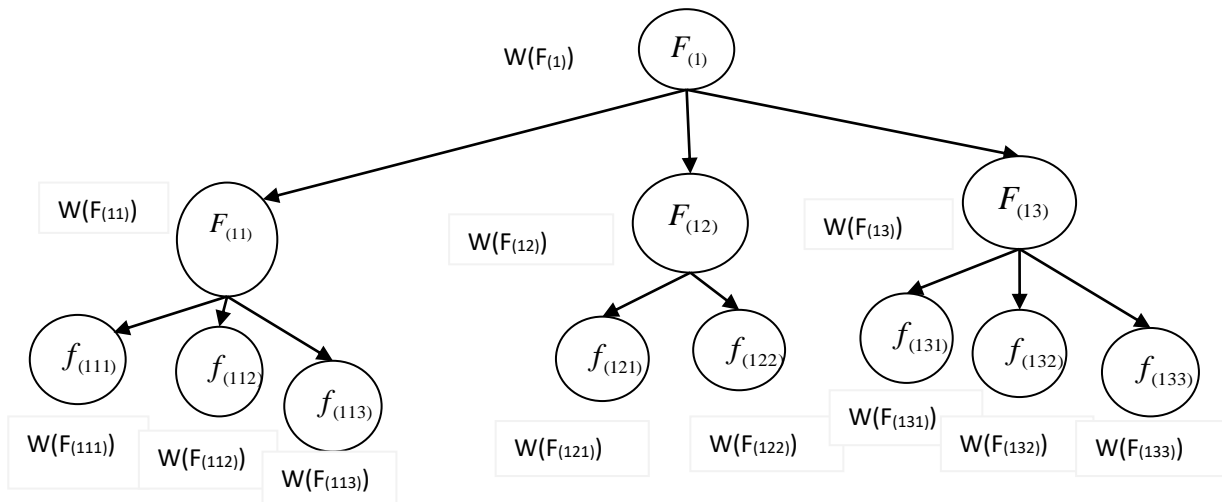 F(1)
W(F(1))
W(F(11))
F(11)
W(F(12))
F(12)
W(F(13))
F(13)
f(111)
f(112)
f(113)
f(121)
f(122)
f(131)
f(132)
f(133)
W(F(111))
W(F(112))
W(F(113))
W(F(121))
W(F(122))
W(F(131))
W(F(132))
W(F(133))